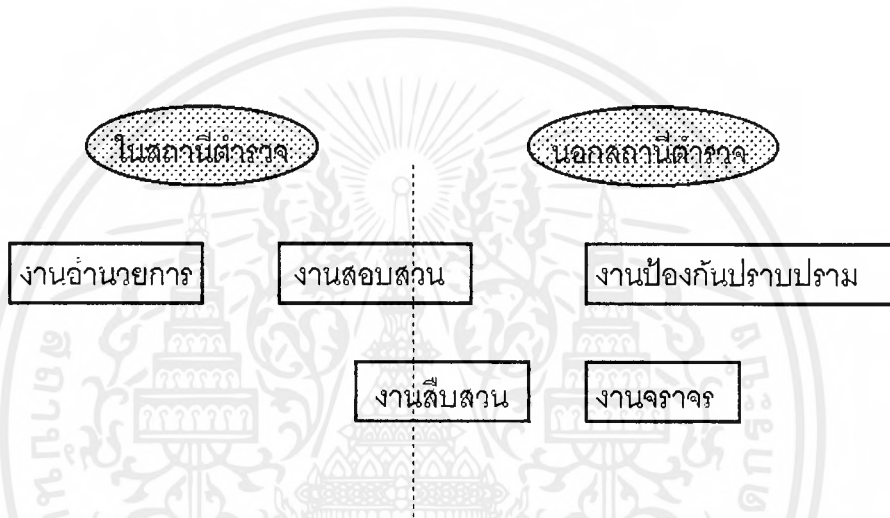 ในสถานีตำรวจ
นอกสถานีตำรวจ
งานอำนวยการ
งานสอบสวน
งานป้องกันปราบปราม
งานสืบสวน
งานจราจร